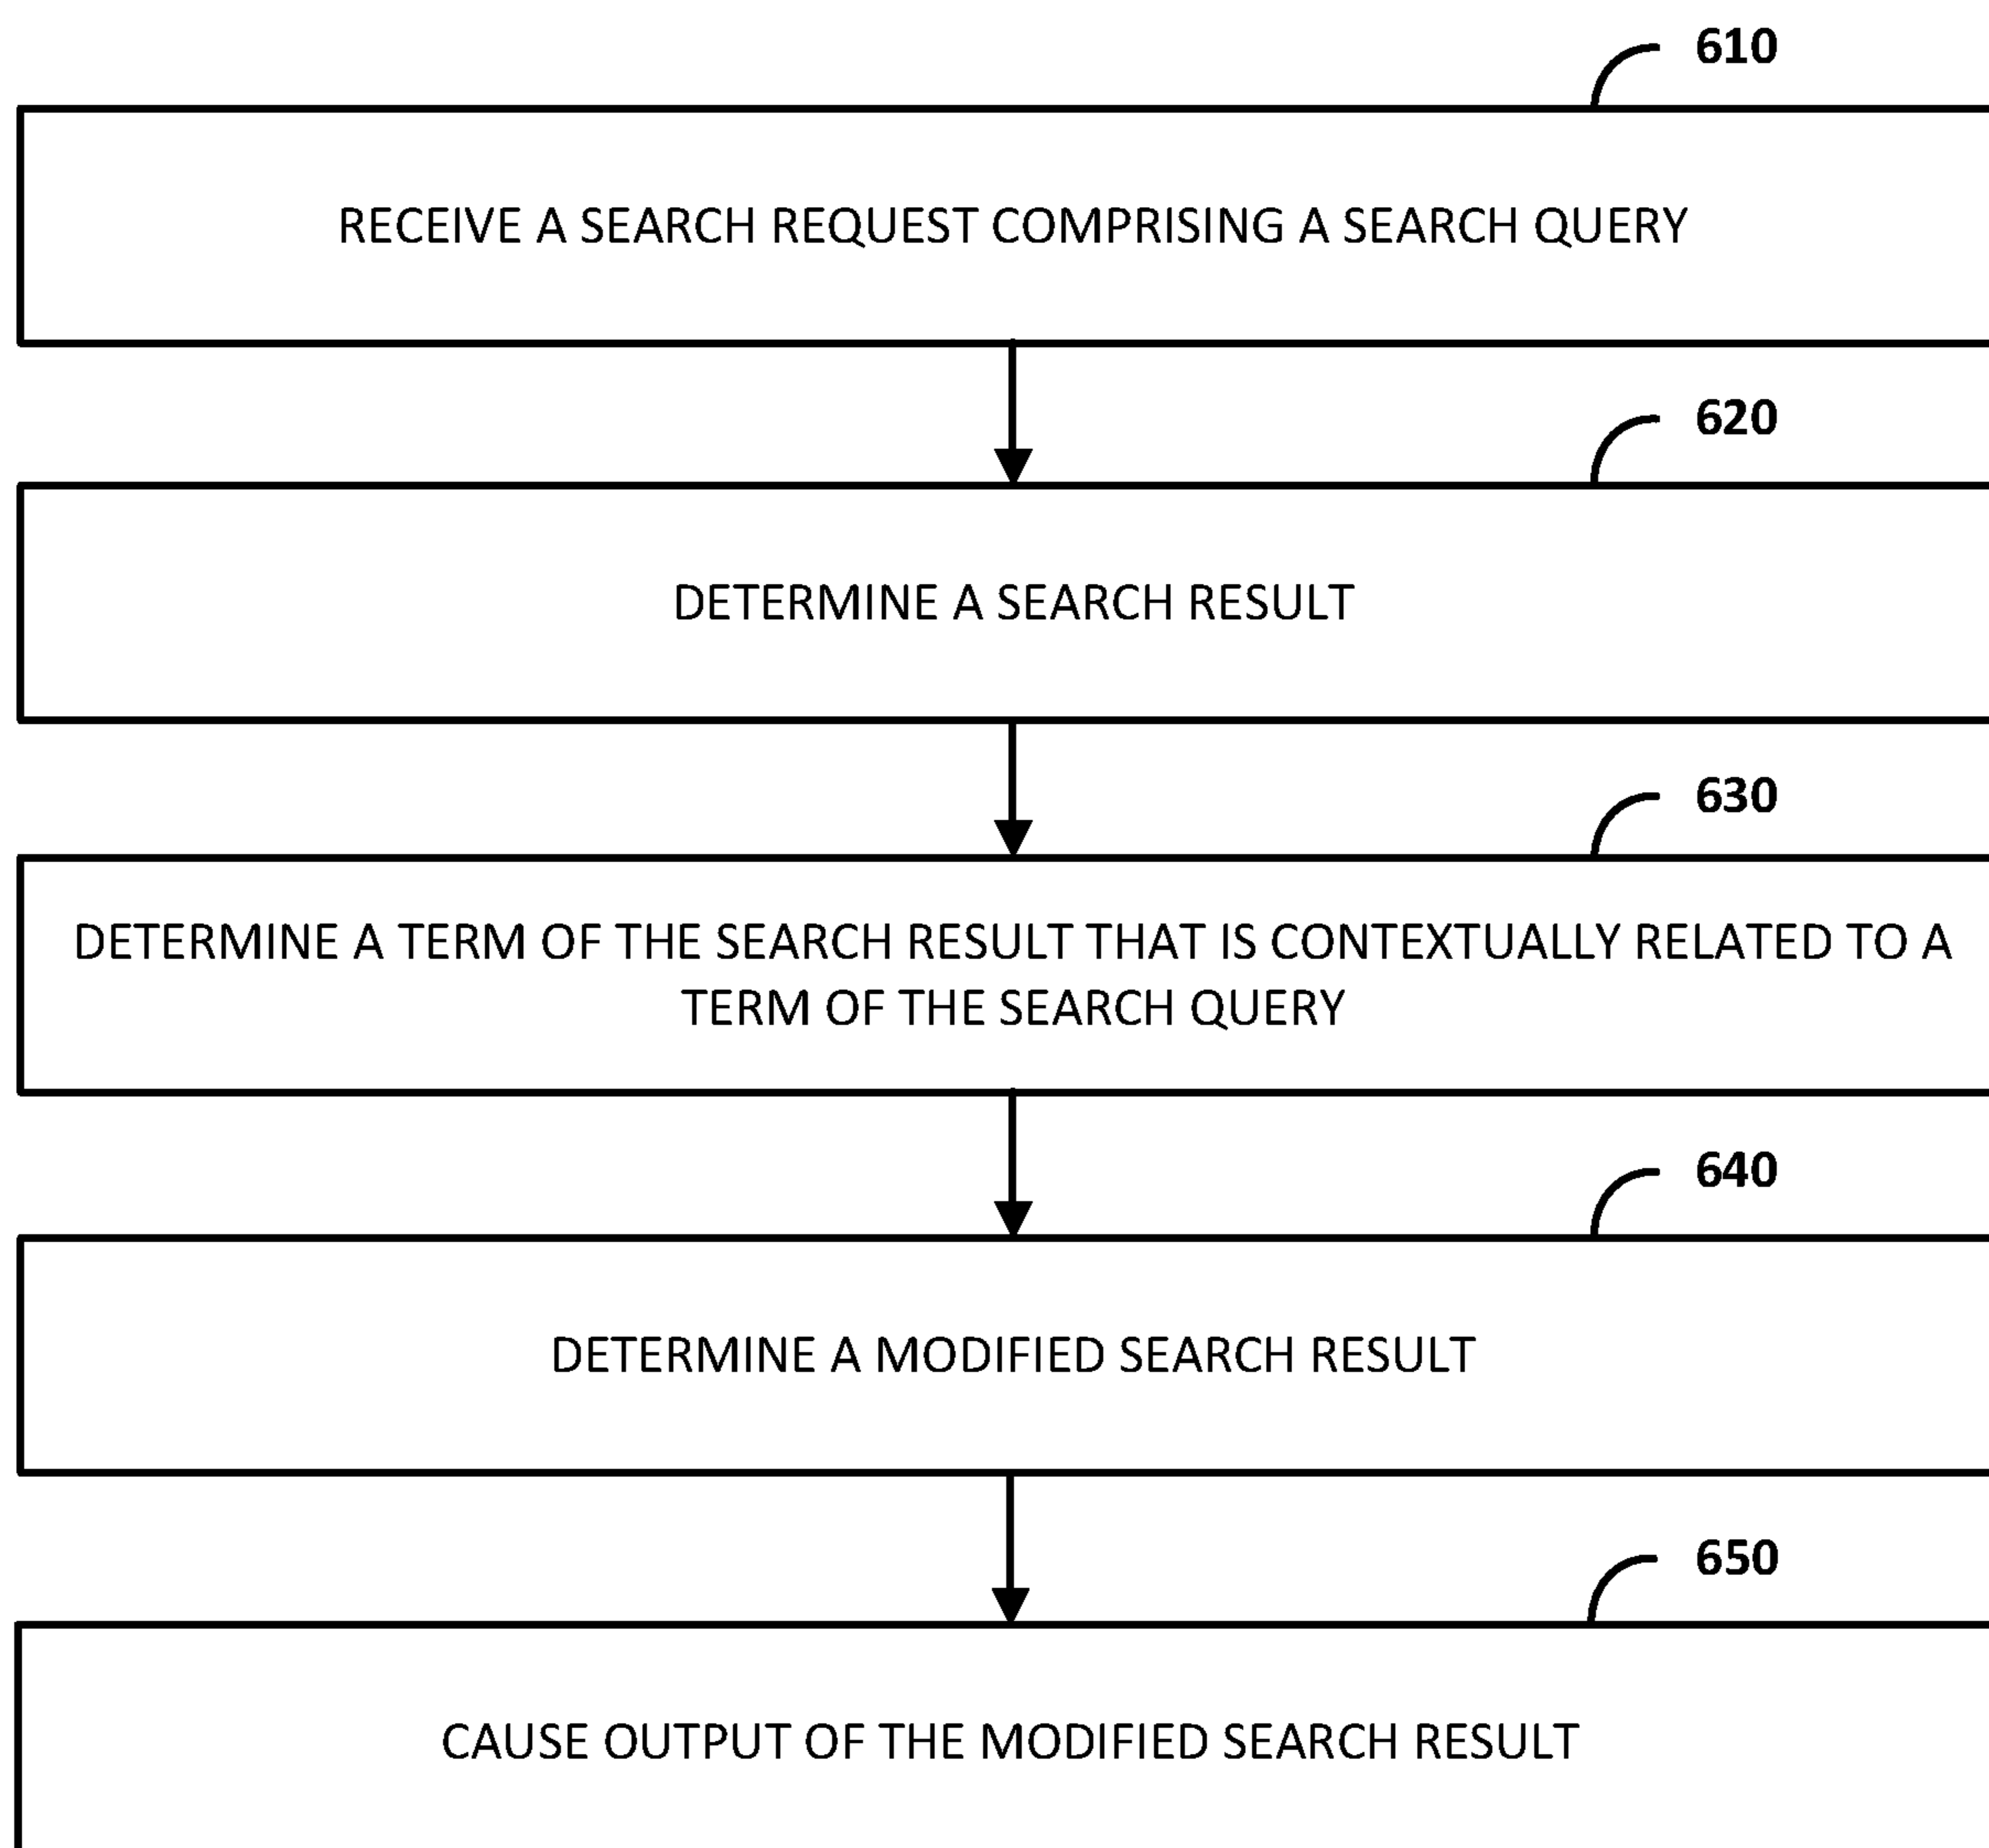 610
RECEIVE A SEARCH REQUEST COMPRISING A SEARCH QUERY
620
DETERMINE A SEARCH RESULT
630
DETERMINE A TERM OF THE SEARCH RESULT THAT IS CONTEXTUALLY RELATED TO A
TERM OF THE SEARCH QUERY
640
DETERMINE A MODIFIED SEARCH RESULT
650
CAUSE OUTPUT OF THE MODIFIED SEARCH RESULT